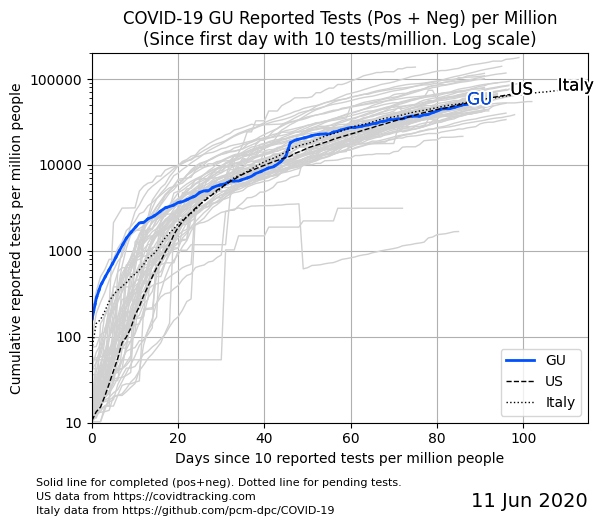 COVID-19 GU Reported Tests (Pos + Neg) per Million
(Since first day with 10 tests/million. Log scale)
Cumulative reported tests per million people
100000
10000
1000
100
10
GU
US
Italy
GU
US
Italy
0
20
40
60
80
100
Days since 10 reported tests per million people
Solid line for completed (pos+neg). Dotted line for pending tests.
US data from https://covidtracking.com
Italy data from https://github.com/pcm-dpc/COVID-19
11 Jun 2020